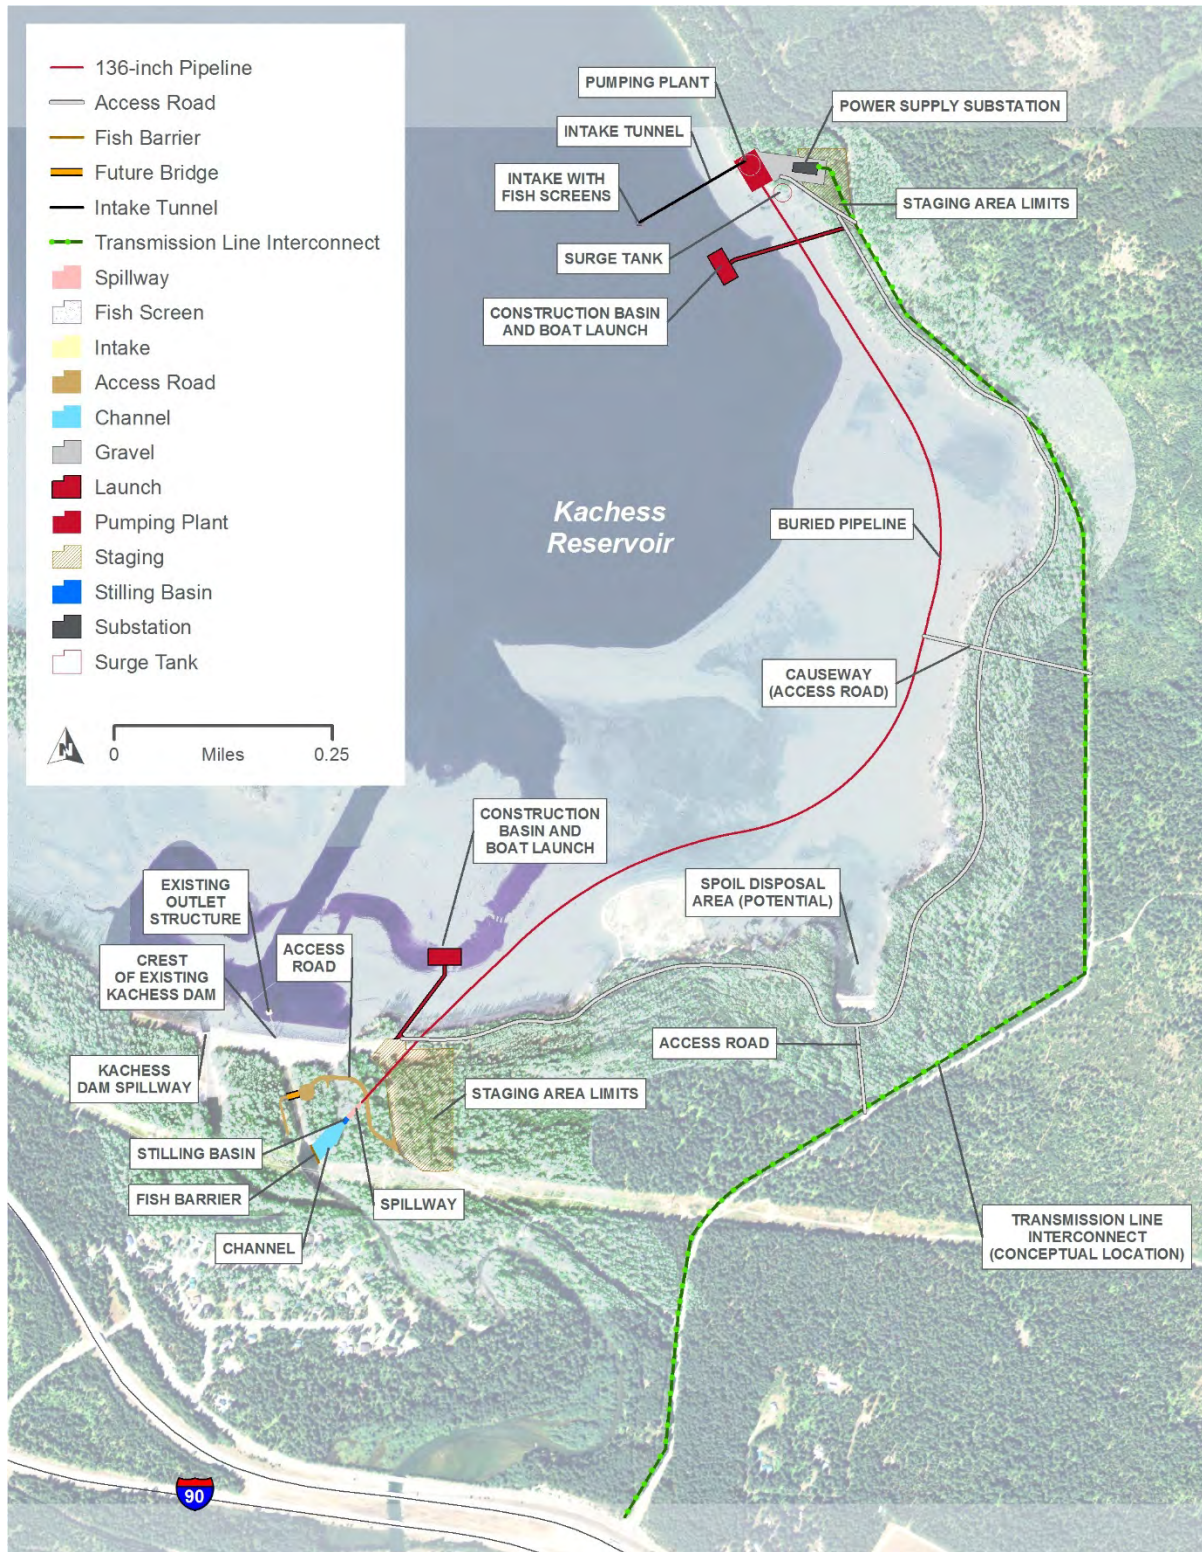 136-inch Pipeline
Access Road
Fish Barrier
Future Bridge
Intake Tunnel
Transmission Line Interconnect
Spillway
Fish Screen
Intake
Access Road
Channel
Gravel
Launch
Pumping Plant
Staging
Stilling Basin
Substation
Surge Tank
N
0 Miles 0.25
PUMPING PLANT
POWER SUPPLY SUBSTATION
INTAKE TUNNEL
INTAKE WITH
FISH SCREENS
STAGING AREA LIMITS
SURGE TANK
CONSTRUCTION BASIN
AND BOAT LAUNCH
Kachess
Reservoir
BURIED PIPELINE
CAUSEWAY
(ACCESS ROAD)
CONSTRUCTION
BASIN AND
BOAT LAUNCH
EXISTING
OUTLET
STRUCTURE
SPOIL DISPOSAL
AREA (POTENTIAL)
ACCESS
ROAD
CREST
OF EXISTING
KACHESS DAM
ACCESS ROAD
KACHESS
DAM SPILLWAY
STAGING AREA LIMITS
STILLING BASIN
FISH BARRIER
SPILLWAY
CHANNEL
TRANSMISSION LINE
INTERCONNECT
(CONCEPTUAL LOCATION)
90